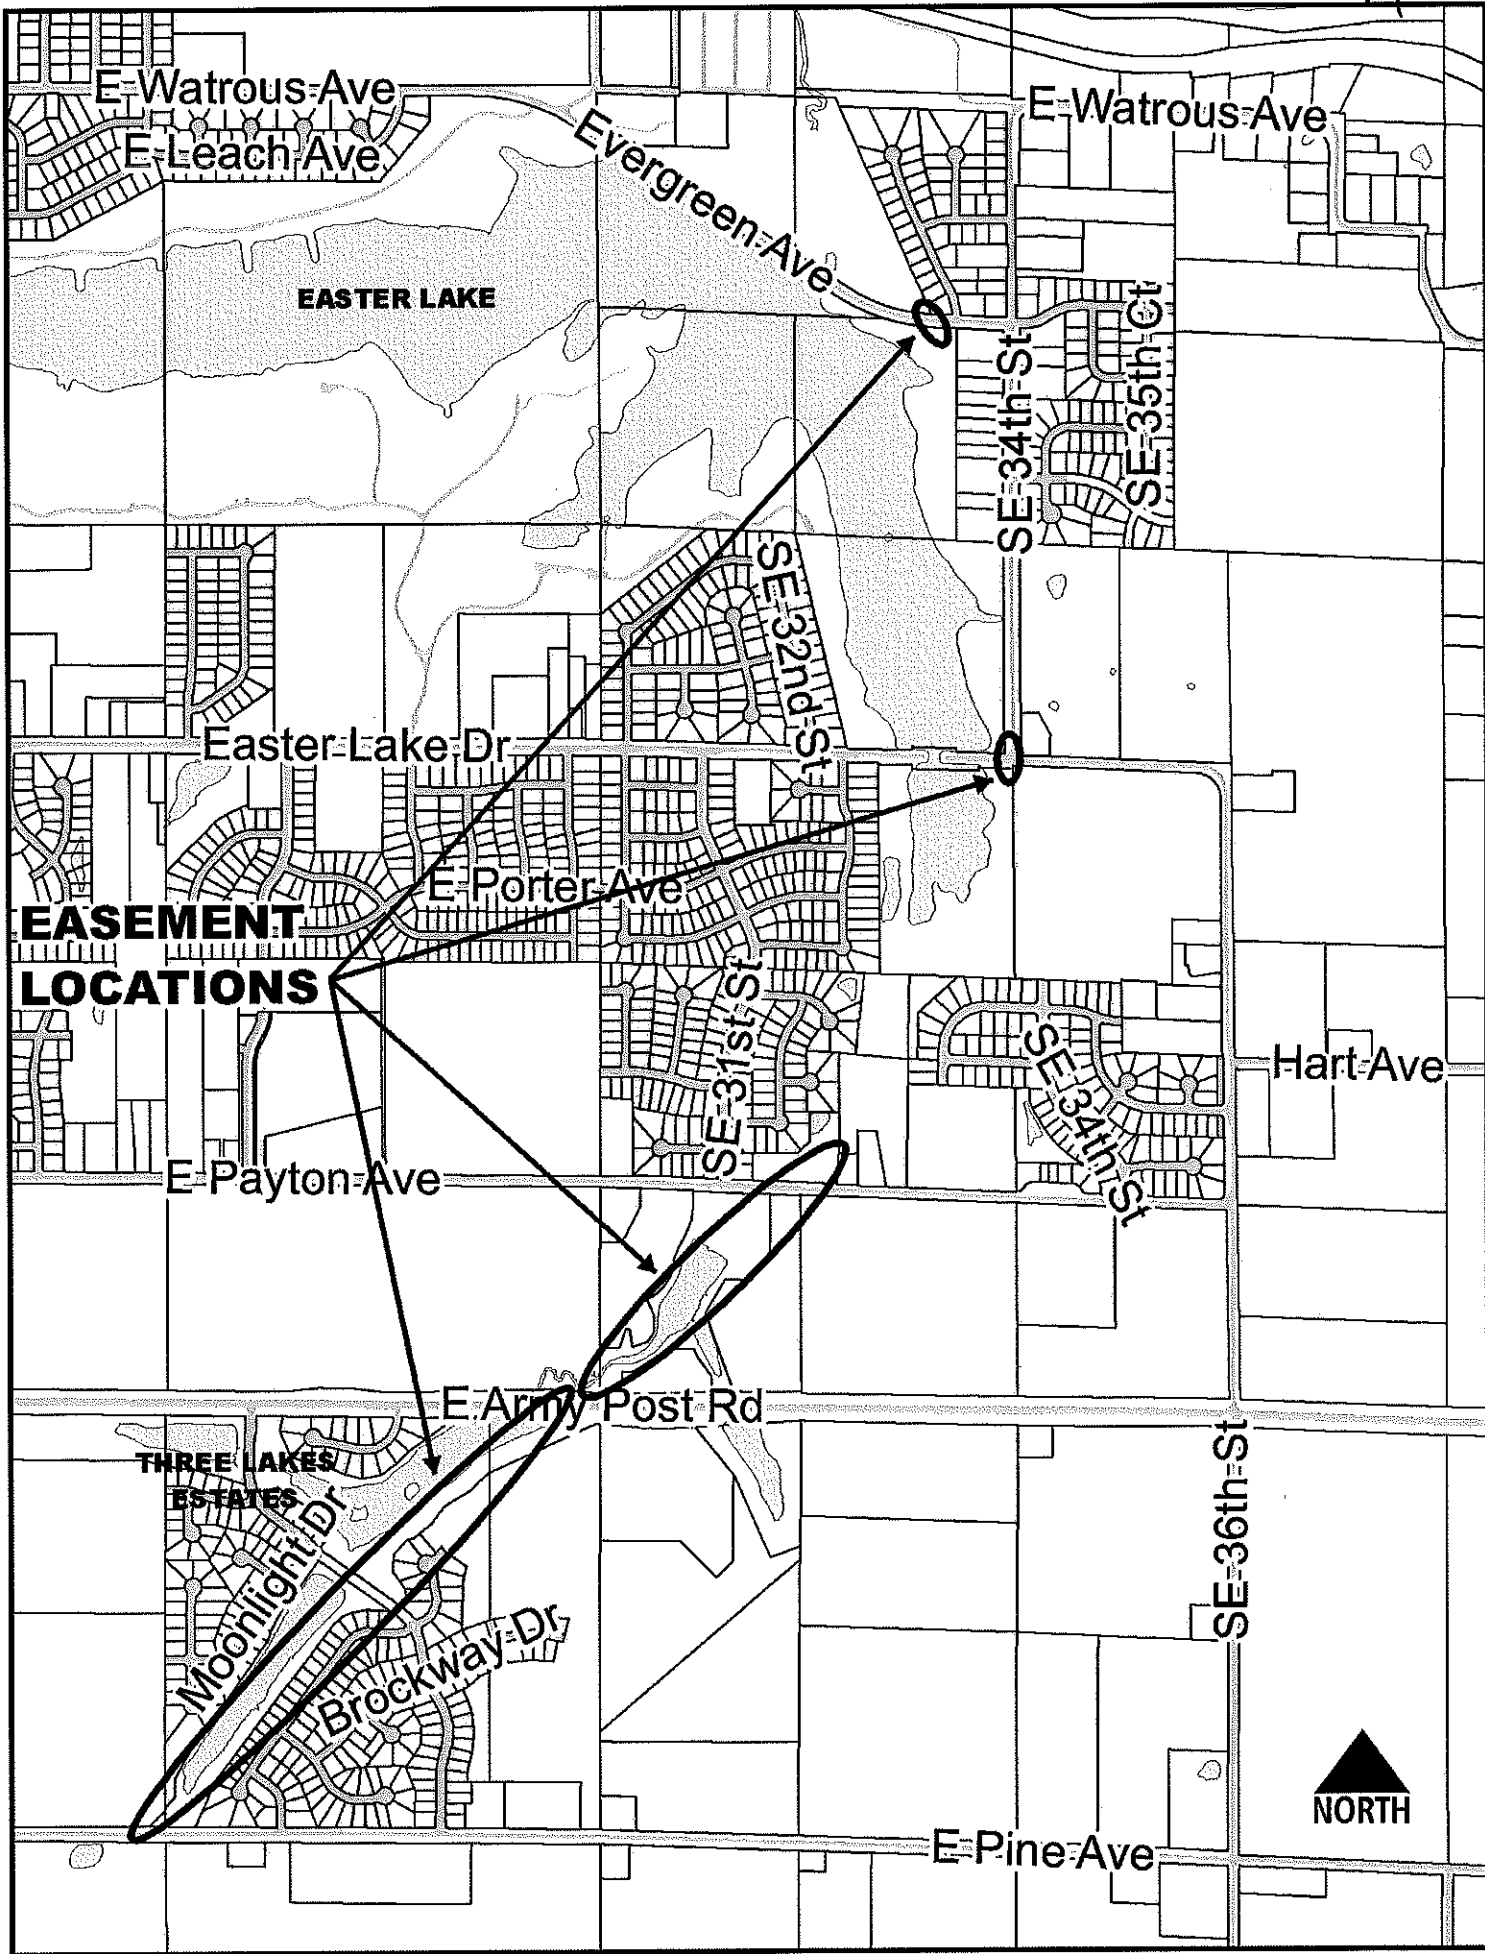 E Watrous Ave
E Watrous Ave
E Leach Ave
Evergreen Ave
EASTER LAKE
SE 34th St
SE 35th Ct
SE 32nd St
Easter Lake Dr
E Porter Ave
EASEMENT
LOCATIONS
SE 31st St
SE 34th St
Hart Ave
E Payton Ave
E Army Post Rd
THREE LAKES
ESTATES
Moonlight Dr
Brockway Dr
SE 36th St
NORTH
E Pine Ave